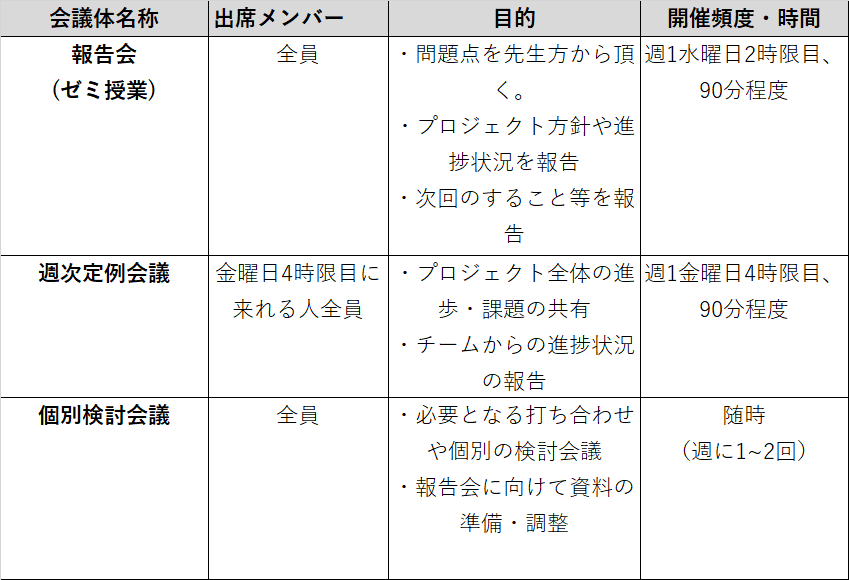 会議体名称 出席メンバー 目的 開催頻度・時間
報告会
(ゼミ授業)
全員
・問題点を先生方から頂
く。
・プロジェクト方針や進
捗状況を報告
・次回のすること等を報
告
週1水曜日2時限目、
90分程度
週次定例会議
金曜日4時限目に
来れる人全員
・プロジェクト全体の進
歩・課題の共有
・チームからの進捗状況
の報告
週1金曜日4時限目、
90分程度
個別検討会議
全員
・必要となる打ち合わせ
や個別の検討会議
・報告会に向けて資料の
準備・調整
随時
（週に1~2回）